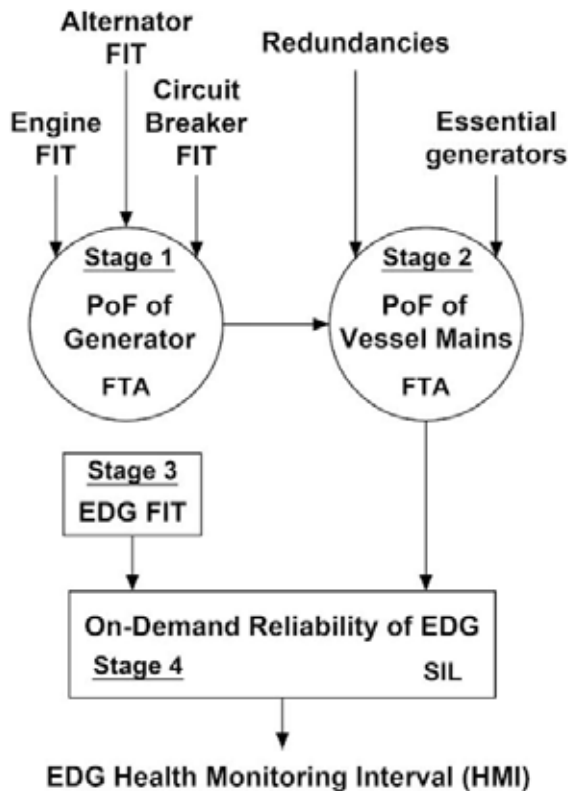 Alternator
FIT
Redundancies
Engine
FIT
Circuit
Breaker
FIT
Essential
generators
Stage 1
PoF of
Generator
FTA
Stage 2
PoF of
Vessel Mains
FTA
Stage 3
EDG FIT
On-Demand Reliability of EDG
Stage 4
SIL
EDG Health Monitoring Interval (HMI)